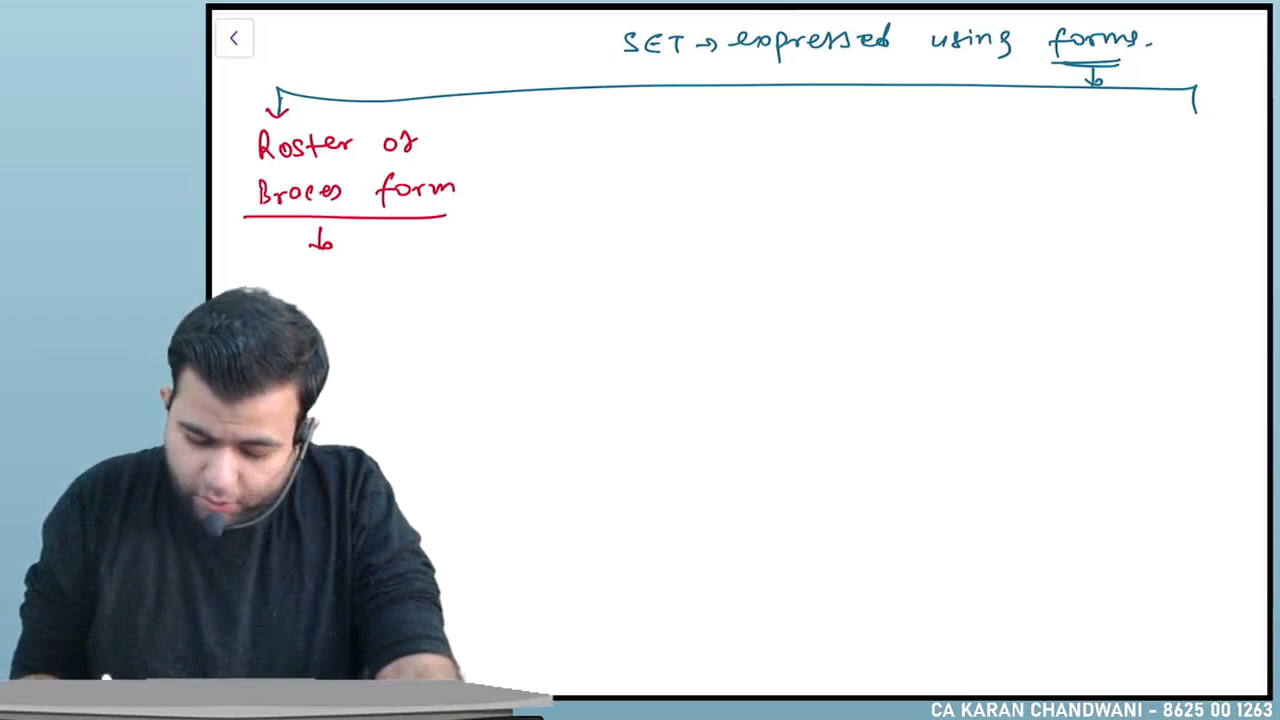 SET → expressed using forms.
Roster or
Braces form
CA KARAN CHANDWANI - 8625 00 1263